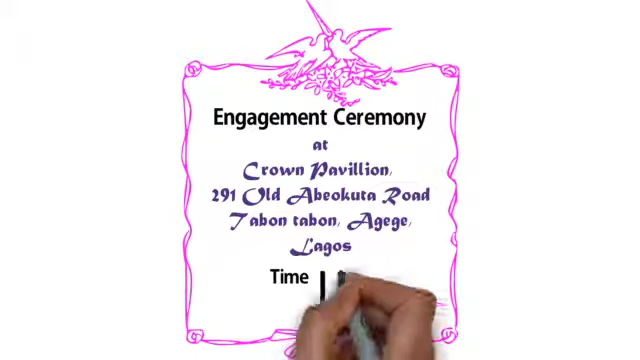 Engagement Ceremony
at
Crown Pavillion,
291 Old Abeokuta Road
Tabon tabon, Agege,
Lagos
Time